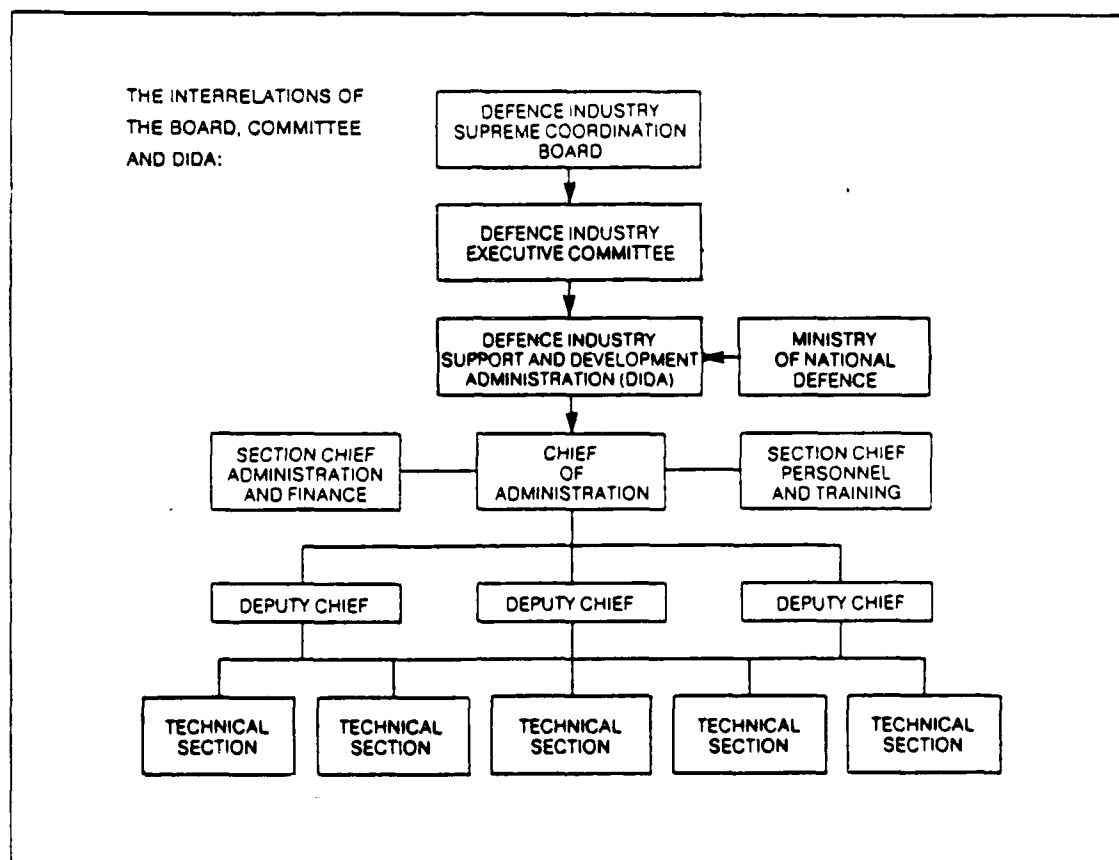 THE INTERRELATIONS OF
THE BOARD, COMMITTEE
AND DIDA:
DEFENCE INDUSTRY
SUPREME COORDINATION
BOARD
DEFENCE INDUSTRY
EXECUTIVE COMMITTEE
DEFENCE INDUSTRY
SUPPORT AND DEVELOPMENT
ADMINISTRATION (DIDA)
MINISTRY
OF NATIONAL
DEFENCE
SECTION CHIEF
ADMINISTRATION
AND FINANCE
CHIEF
OF
ADMINISTRATION
SECTION CHIEF
PERSONNEL
AND TRAINING
DEPUTY CHIEF
DEPUTY CHIEF
DEPUTY CHIEF
TECHNICAL
SECTION
TECHNICAL
SECTION
TECHNICAL
SECTION
TECHNICAL
SECTION
TECHNICAL
SECTION